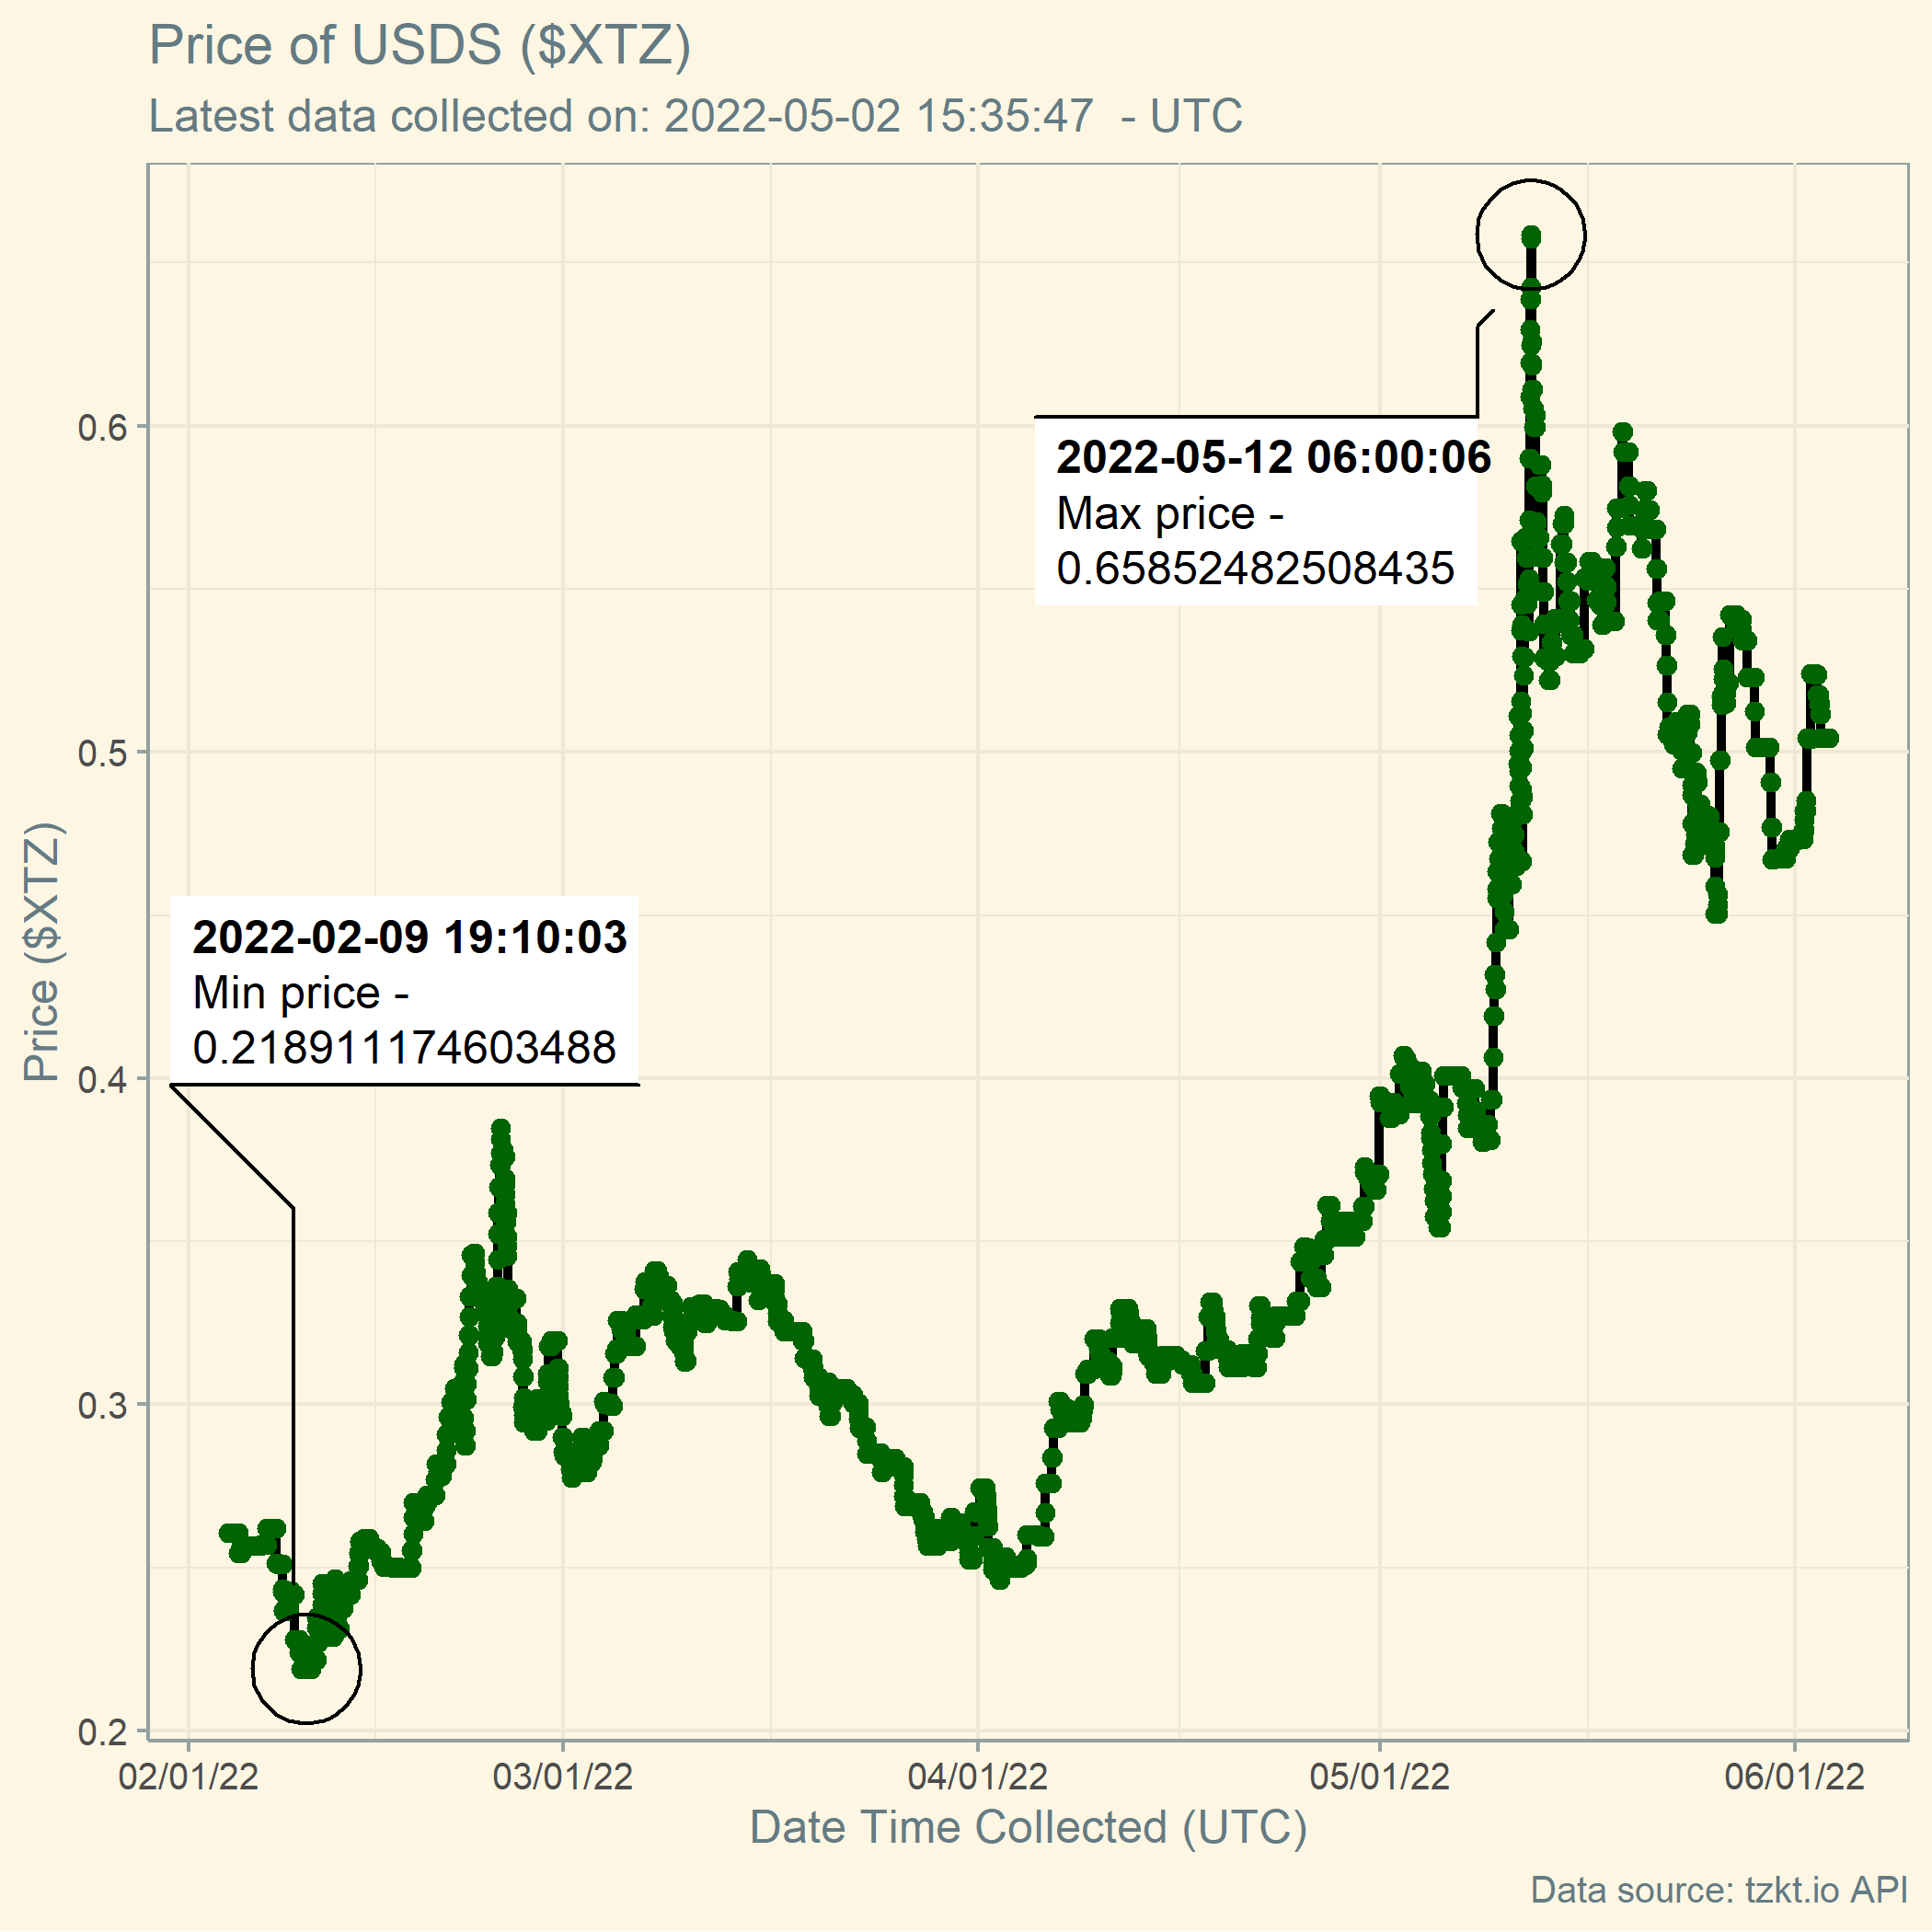 Price of USDS ($XTZ)
Latest data collected on: 2022-05-02 15:35:47  - UTC
2022-05-12 06:00:06
Max price -
0.65852482508435
2022-02-09 19:10:03
Min price -
0.218911174603488
Price ($XTZ)
0.6
0.5
0.4
0.3
0.2
02/01/22
03/01/22
04/01/22
05/01/22
06/01/22
Date Time Collected (UTC)
Data source: tzkt.io API